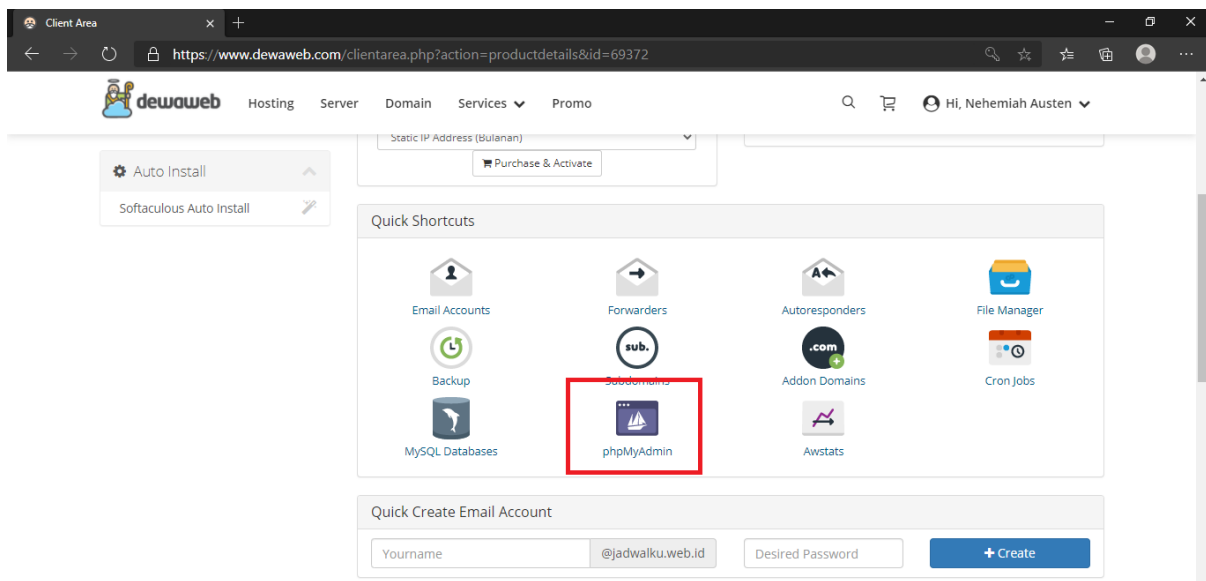 Client Area
https://www.dewaweb.com/clientarea.php?action=productdetails&id=69372
dewaweb Hosting Server Domain Services Promo Hi, Nehemiah Austen
Static IP Address (Bulanan)
Purchase & Activate
Auto Install
Softaculous Auto Install
Quick Shortcuts
Email Accounts Forwarders Autoresponders File Manager
sub. .com
Backup Subdomains Addon Domains Cron Jobs
MySQL Databases phpMyAdmin Awstats
Quick Create Email Account
Yourname @jadwalku.web.id Desired Password + Create